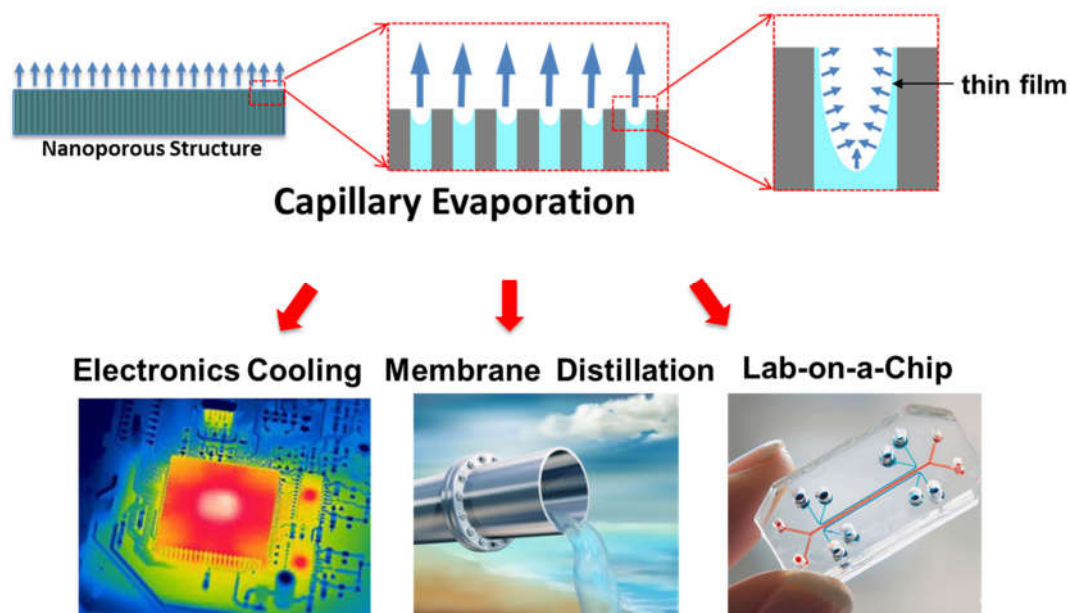 thin film
Nanoporous Structure
Capillary Evaporation
Electronics Cooling
Membrane Distillation
Lab-on-a-Chip